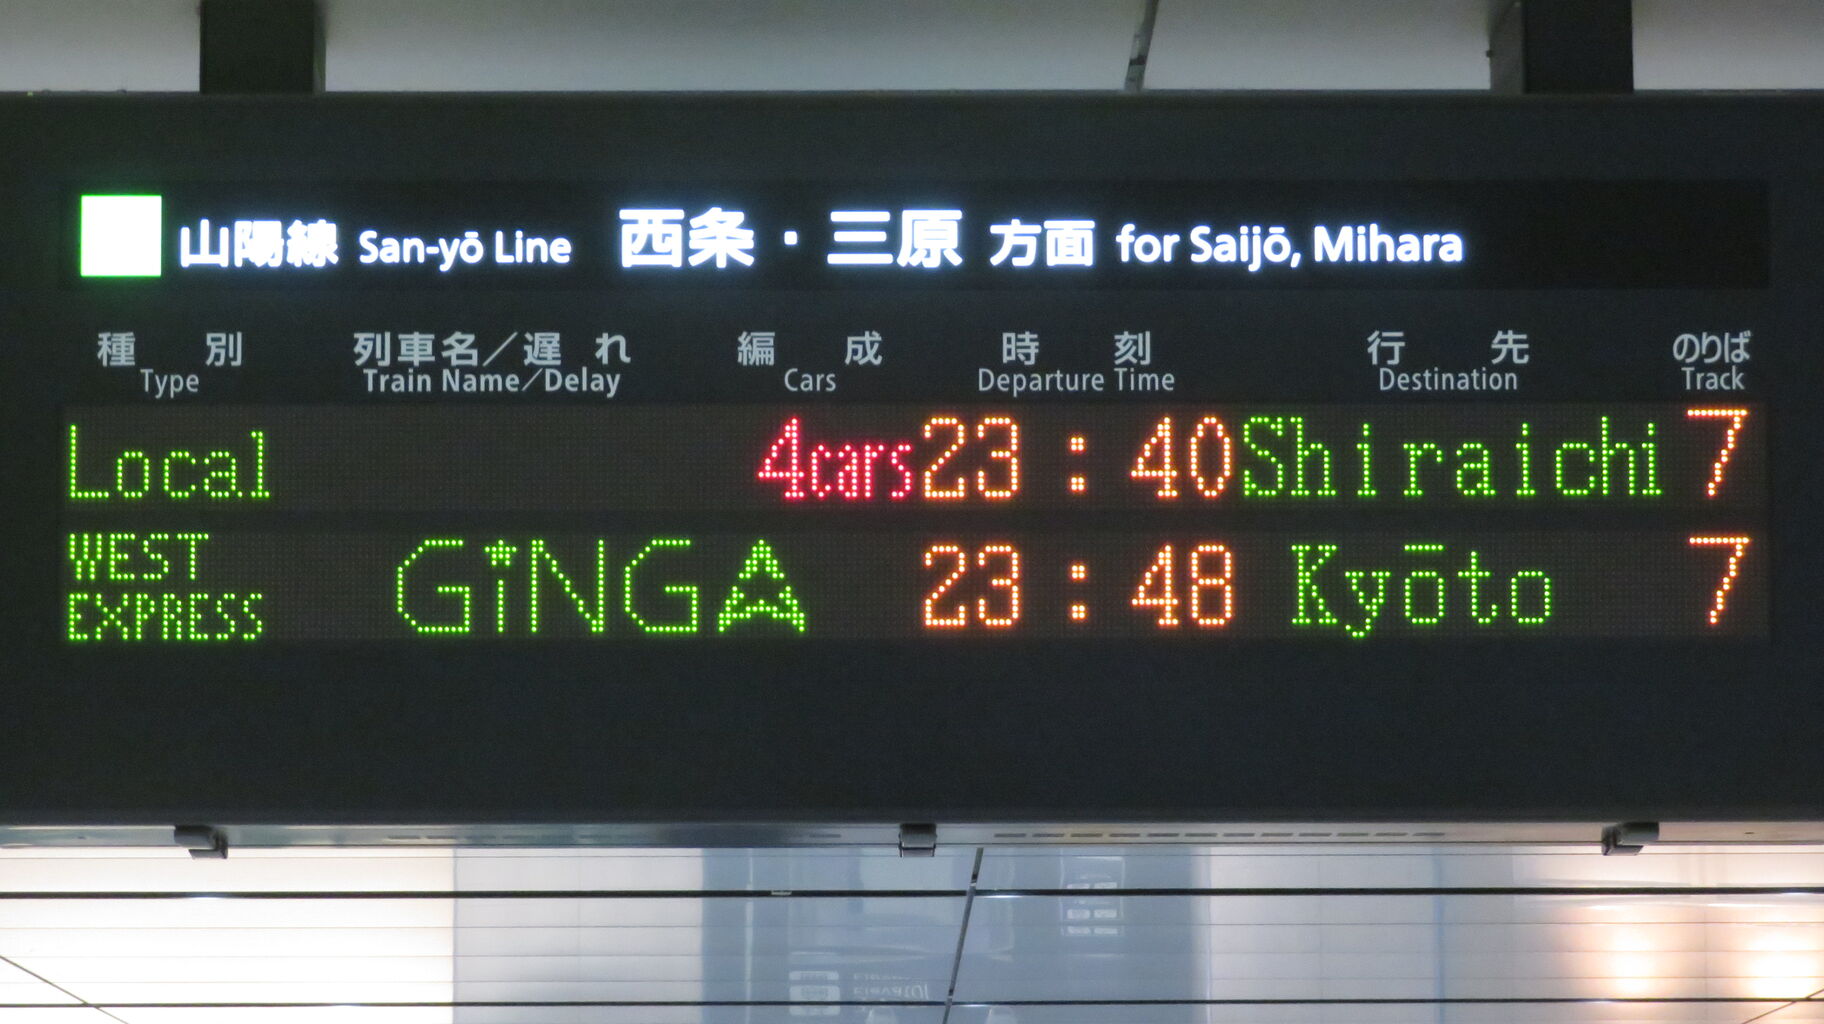 山陽線 San-yō Line 西条・三原 方面 for Saijō, Mihara
種別 列車名／遅れ 編成 時刻 行先 のりば
Type Train Name／Delay Cars Departure Time Destination Track
Local 4cars 23:40 Shiraichi 7
WEST EXPRESS GiNGA 23:48 Kyōto 7